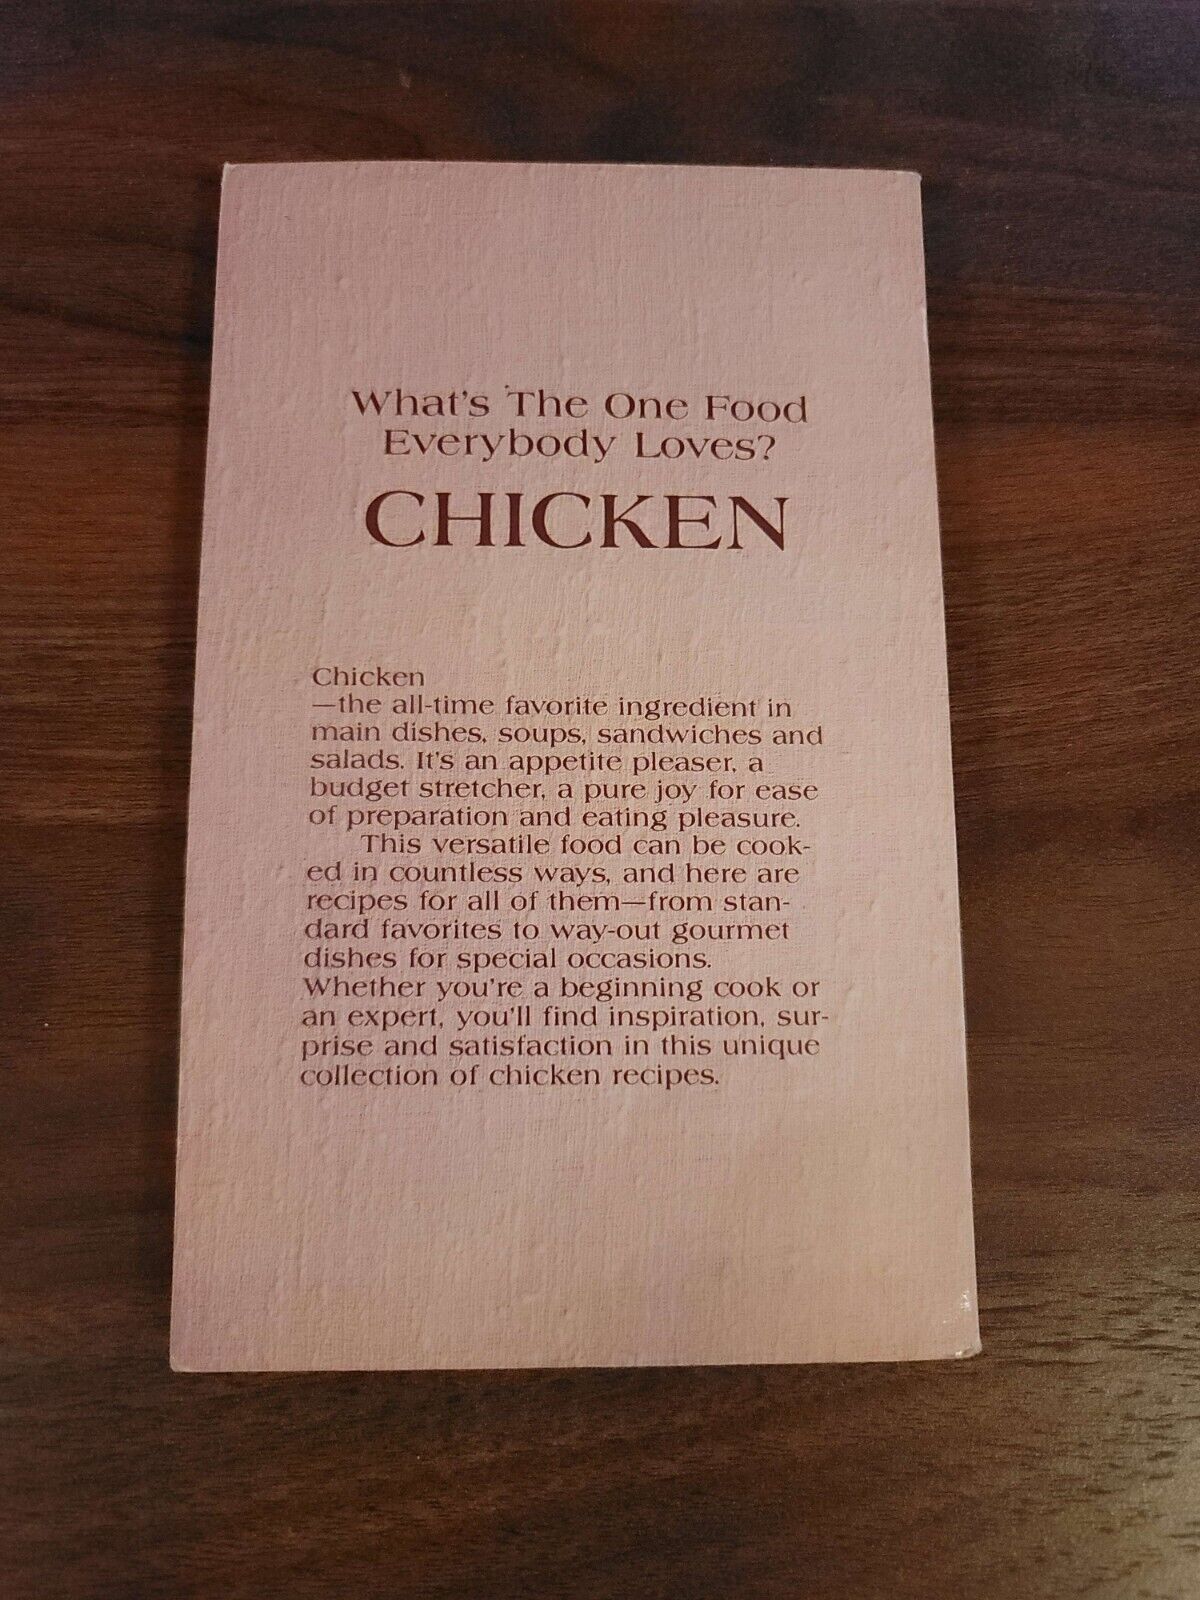 What's The One Food
Everybody Loves?
CHICKEN
Chicken
—the all-time favorite ingredient in
main dishes, soups, sandwiches and
salads. It's an appetite pleaser, a
budget stretcher, a pure joy for ease
of preparation and eating pleasure.
This versatile food can be cook-
ed in countless ways, and here are
recipes for all of them—from stan-
dard favorites to way-out gourmet
dishes for special occasions.
Whether you're a beginning cook or
an expert, you'll find inspiration, sur-
prise and satisfaction in this unique
collection of chicken recipes.